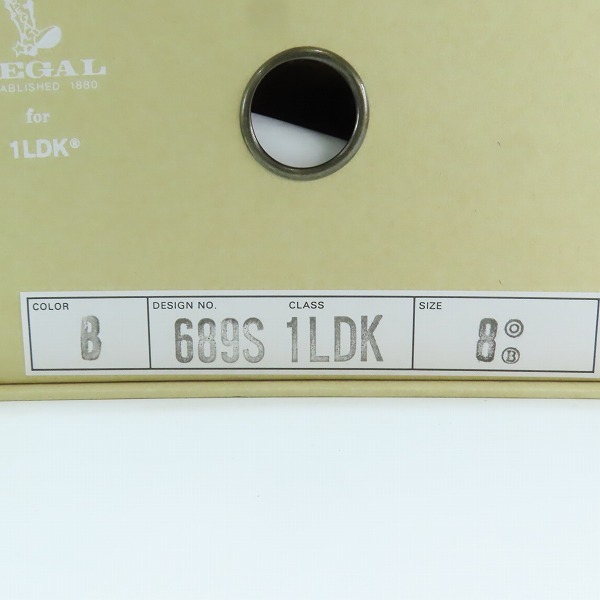 EGAL
ABLISHED 1880
for
1LDK®
COLOR DESIGN NO. CLASS SIZE
B 689S 1LDK 8 ◎ Ⓑ